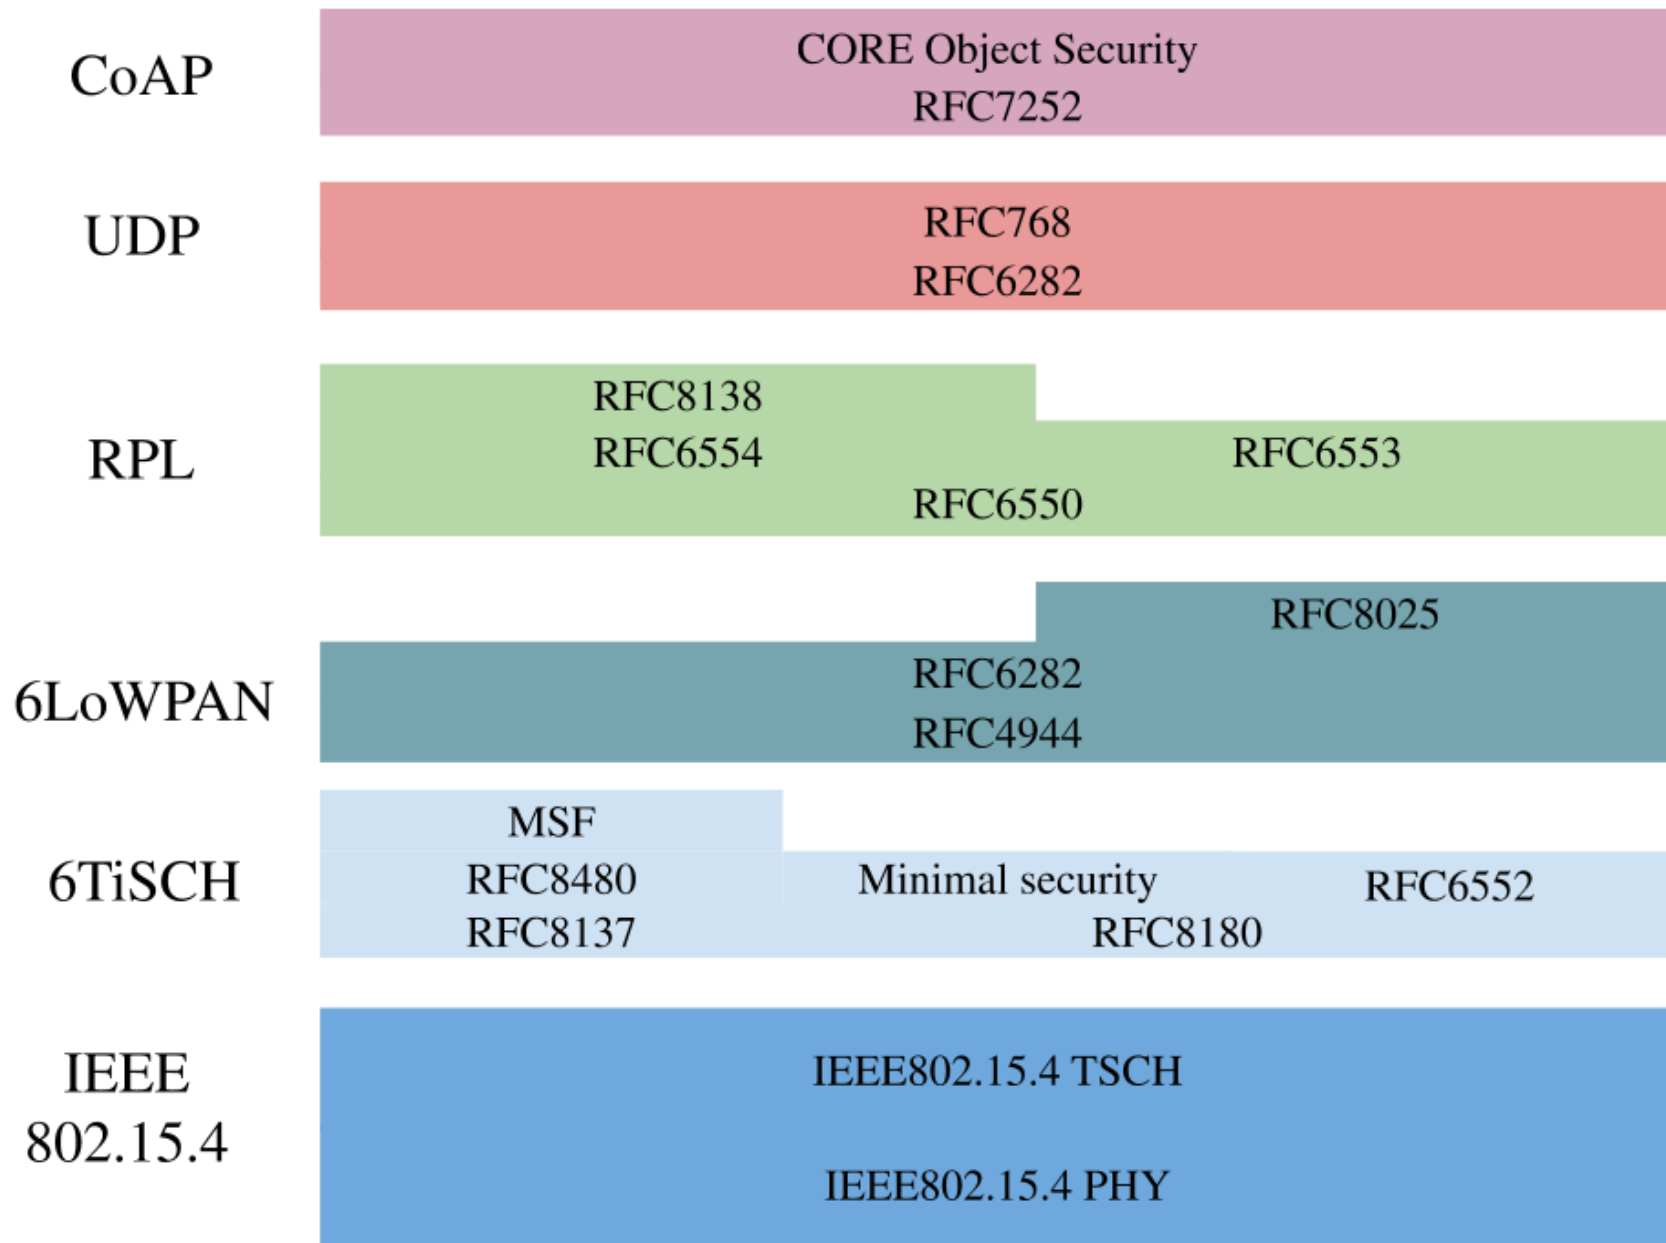 CoAP
CORE Object Security
RFC7252
UDP
RFC768
RFC6282
RPL
RFC8138
RFC6554
RFC6553
RFC6550
6LoWPAN
RFC8025
RFC6282
RFC4944
6TiSCH
MSF
RFC8480
Minimal security
RFC6552
RFC8137
RFC8180
IEEE
802.15.4
IEEE802.15.4 TSCH
IEEE802.15.4 PHY